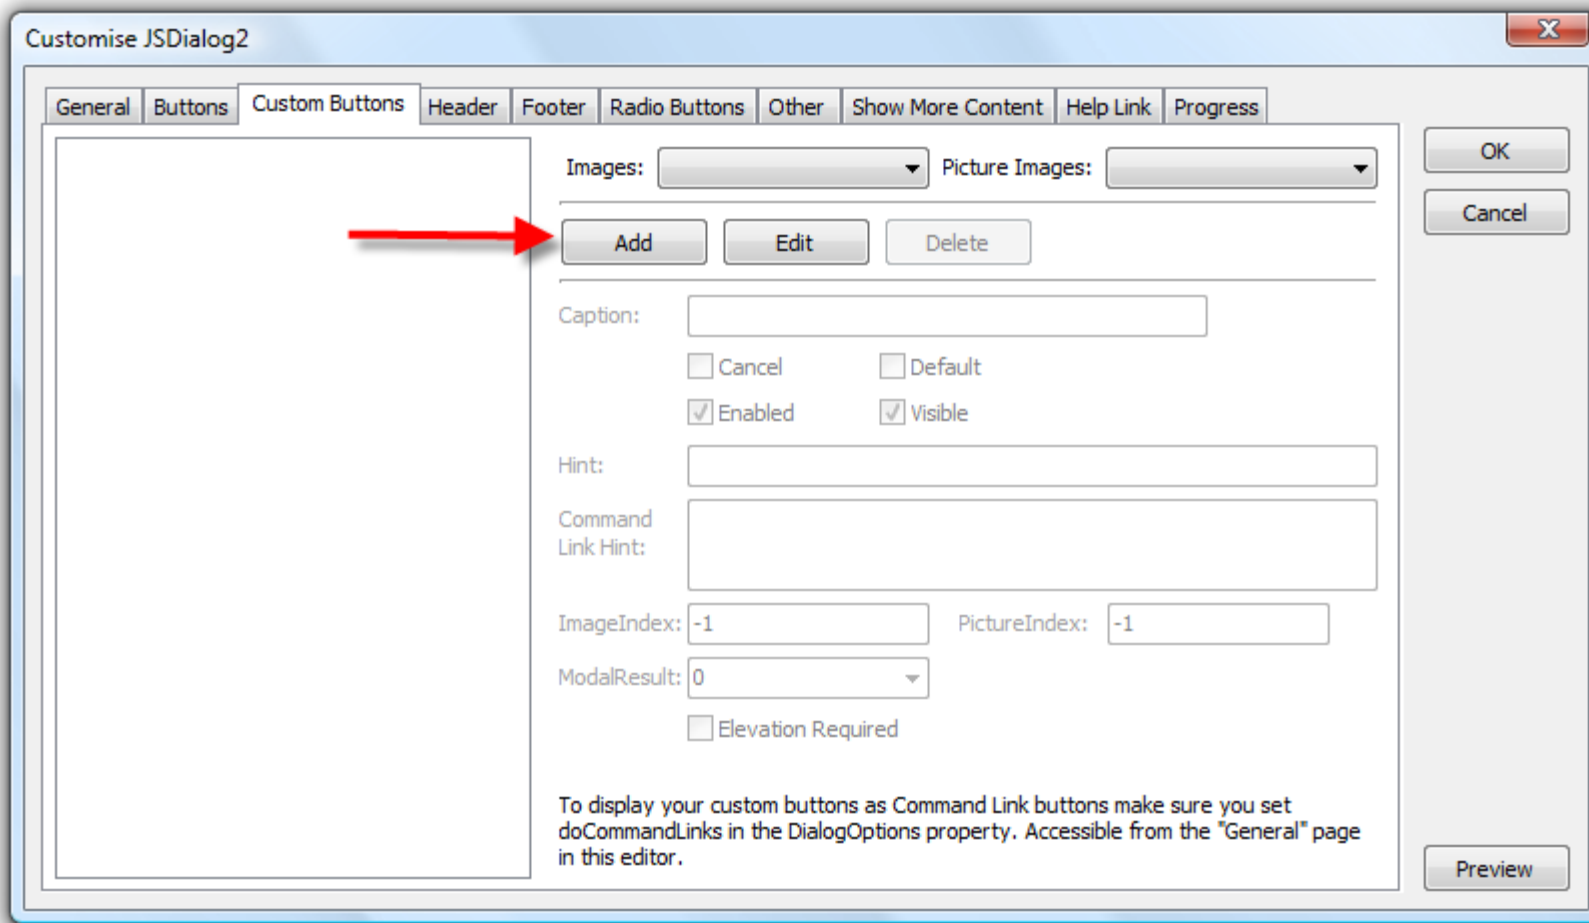 Customise JSDialog2
X
General Buttons Custom Buttons Header Footer Radio Buttons Other Show More Content Help Link Progress
Images: Picture Images:
OK
Cancel
Add Edit Delete
Caption:
Cancel Default
Enabled Visible
Hint:
Command
Link Hint:
ImageIndex: -1 PictureIndex: -1
ModalResult: 0
Elevation Required
To display your custom buttons as Command Link buttons make sure you set
doCommandLinks in the DialogOptions property. Accessible from the "General" page
in this editor.
Preview